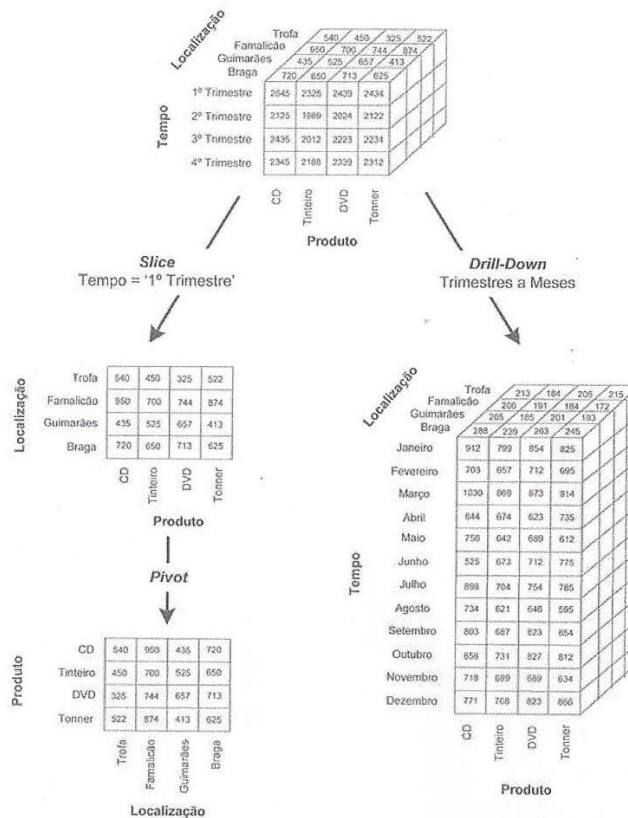 Localização
Trofa 540 450 325 522
Famalicão 950 700 744 874
Guimarães 435 525 657 413
Braga 720 650 713 625
Tempo
1º Trimestre 2645 2325 2439 2434
2º Trimestre 2125 1989 2024 2122
3º Trimestre 2435 2012 2223 2234
4º Trimestre 2345 2188 2339 2312
CD Tinteiro DVD Tonner
Produto
Slice
Tempo = '1º Trimestre'
Drill-Down
Trimestres a Meses
Localização
Trofa 540 450 325 522
Famalicão 950 700 744 874
Guimarães 435 525 657 413
Braga 720 650 713 625
CD Tinteiro DVD Tonner
Produto
Pivot
Produto
CD 540 950 435 720
Tinteiro 450 700 525 650
DVD 325 744 657 713
Tonner 522 874 413 625
Trofa Famalicão Guimarães Braga
Localização
Localização
Trofa 213 184 206 215
Famalicão 206 191 184 172
Guimarães 265 185 201 193
Braga 288 239 263 245
Tempo
Janeiro 912 799 854 825
Fevereiro 703 657 712 695
Março 1030 869 873 914
Abril 844 674 623 735
Maio 756 642 689 612
Junho 525 673 712 775
Julho 898 704 754 785
Agosto 734 621 646 595
Setembro 803 687 823 854
Outubro 856 731 827 812
Novembro 718 689 689 634
Dezembro 771 768 823 866
CD Tinteiro DVD Tonner
Produto